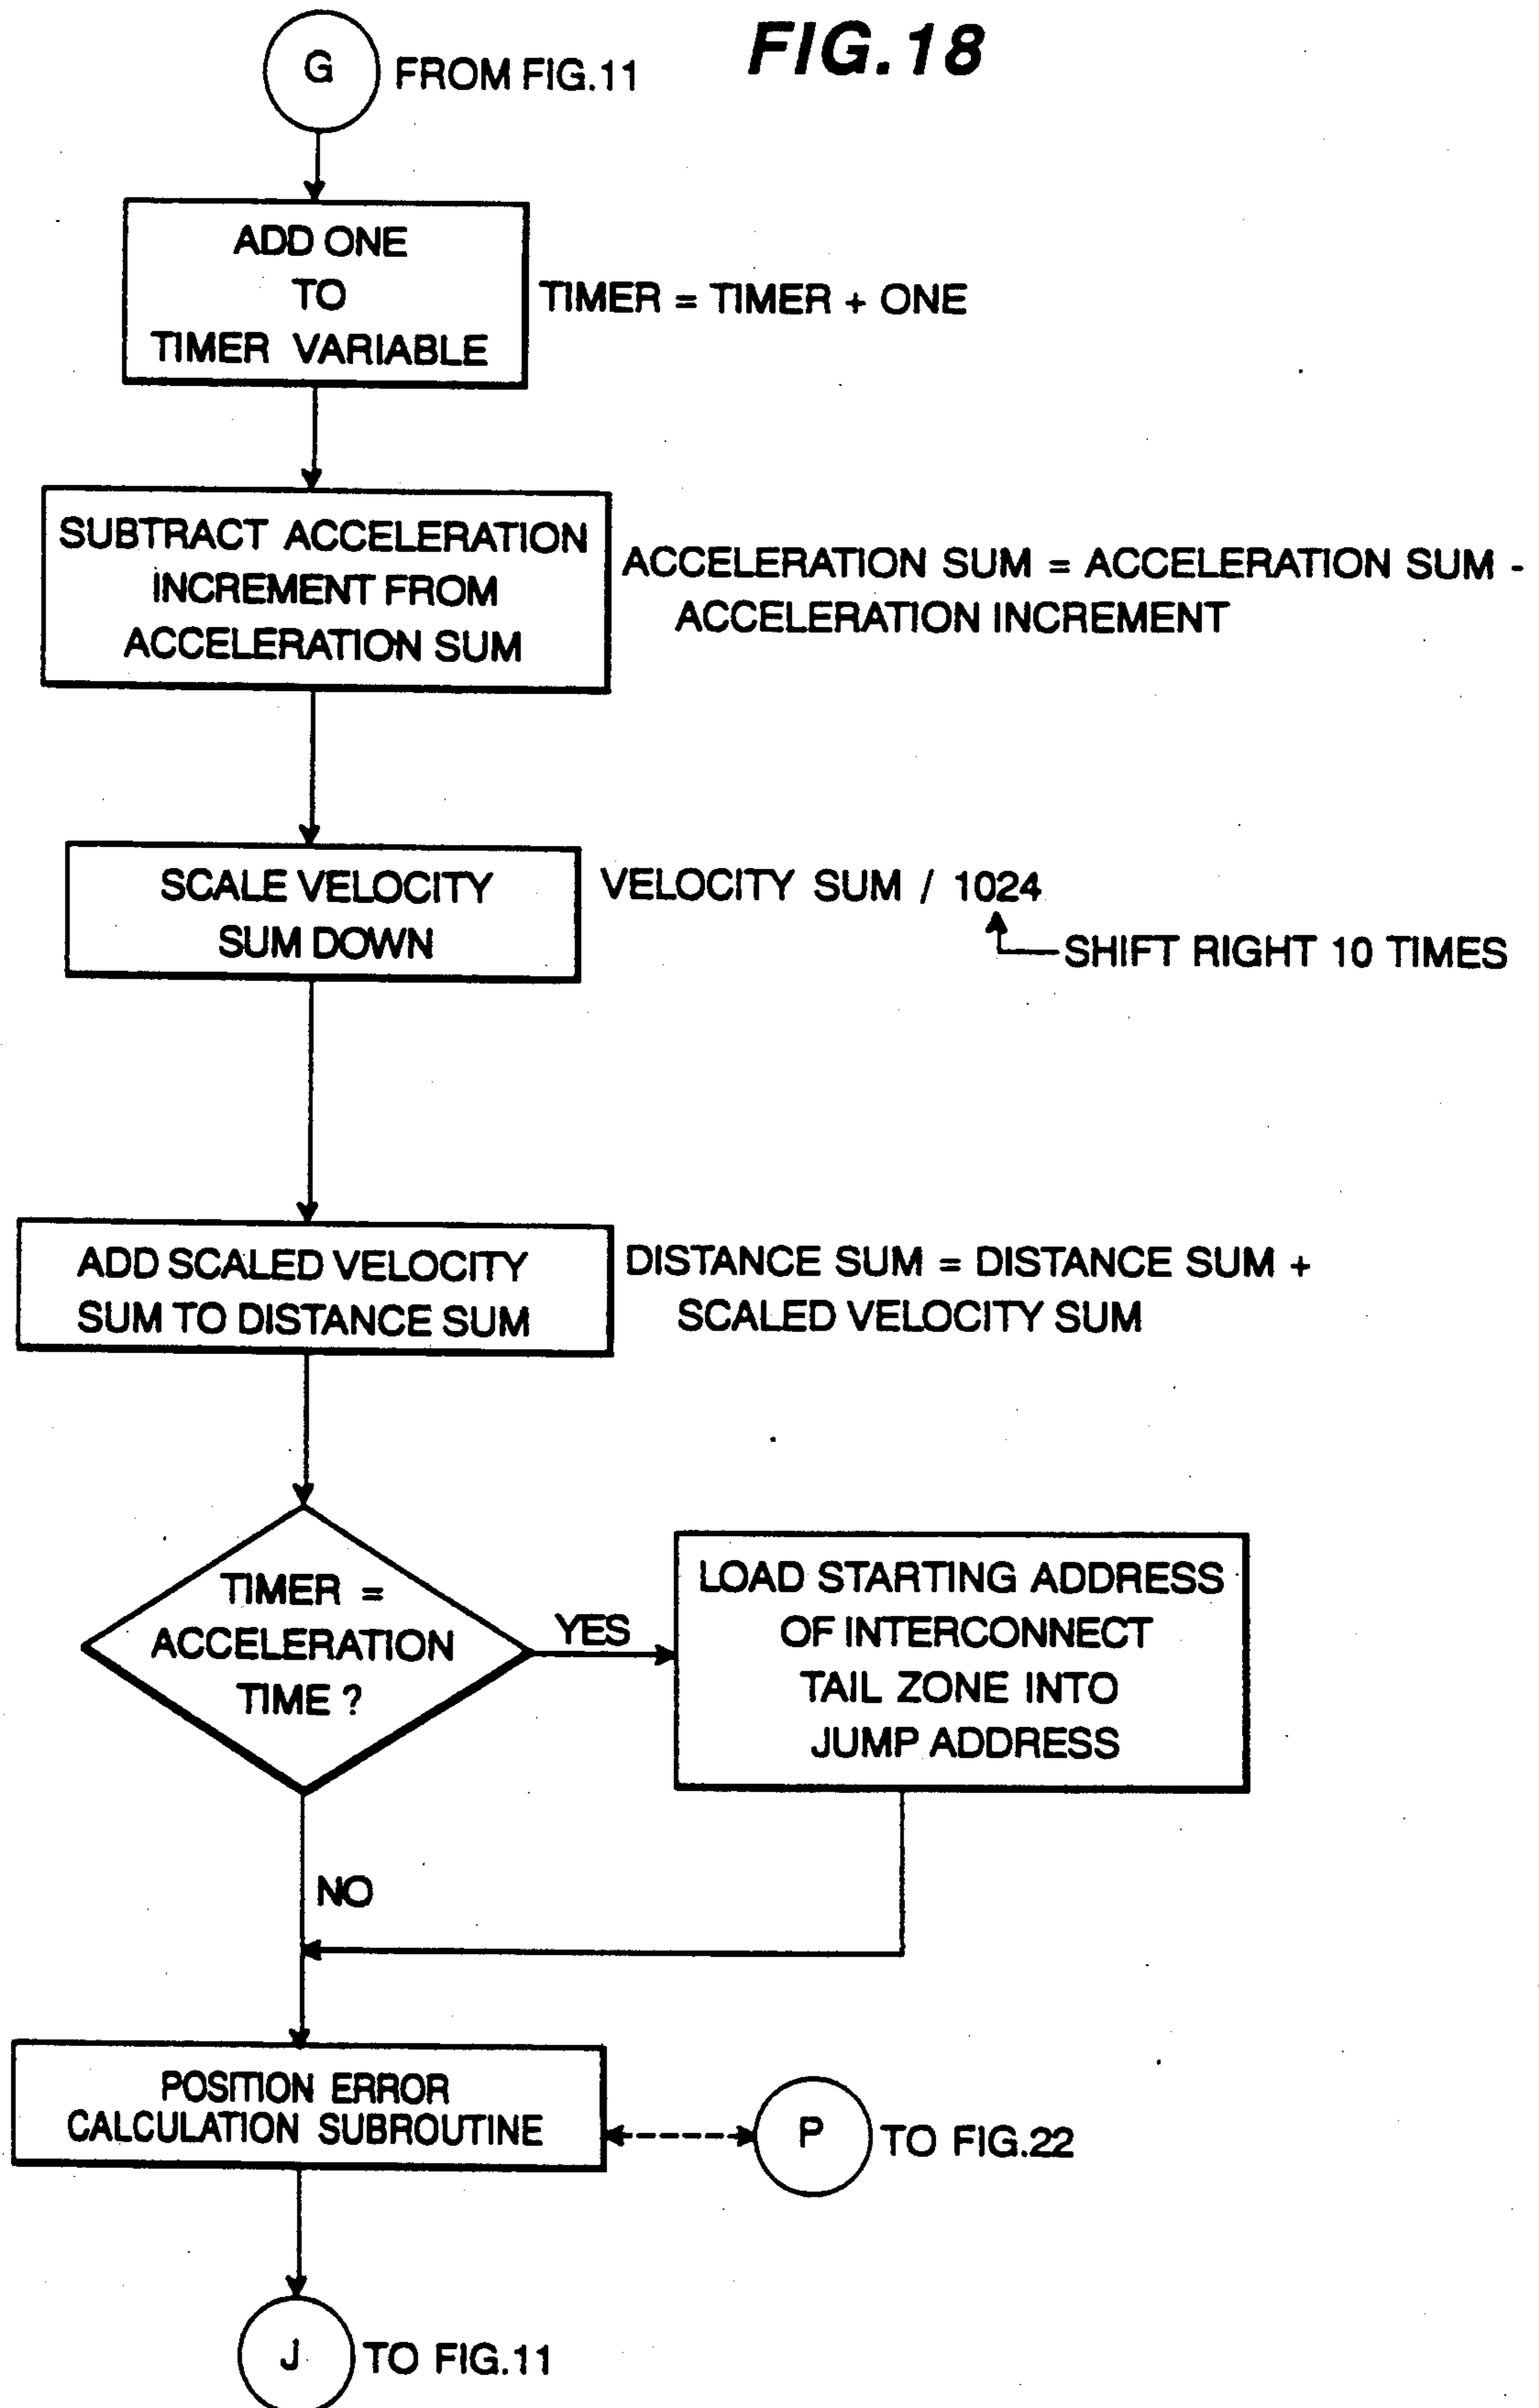 FIG.18
G FROM FIG.11
ADD ONE
TO
TIMER VARIABLE
TIMER = TIMER + ONE
SUBTRACT ACCELERATION
INCREMENT FROM
ACCELERATION SUM
ACCELERATION SUM = ACCELERATION SUM -
ACCELERATION INCREMENT
SCALE VELOCITY
SUM DOWN
VELOCITY SUM / 1024
SHIFT RIGHT 10 TIMES
ADD SCALED VELOCITY
SUM TO DISTANCE SUM
DISTANCE SUM = DISTANCE SUM +
SCALED VELOCITY SUM
TIMER =
ACCELERATION
TIME ?
YES
LOAD STARTING ADDRESS
OF INTERCONNECT
TAIL ZONE INTO
JUMP ADDRESS
NO
POSITION ERROR
CALCULATION SUBROUTINE
P TO FIG.22
J TO FIG.11